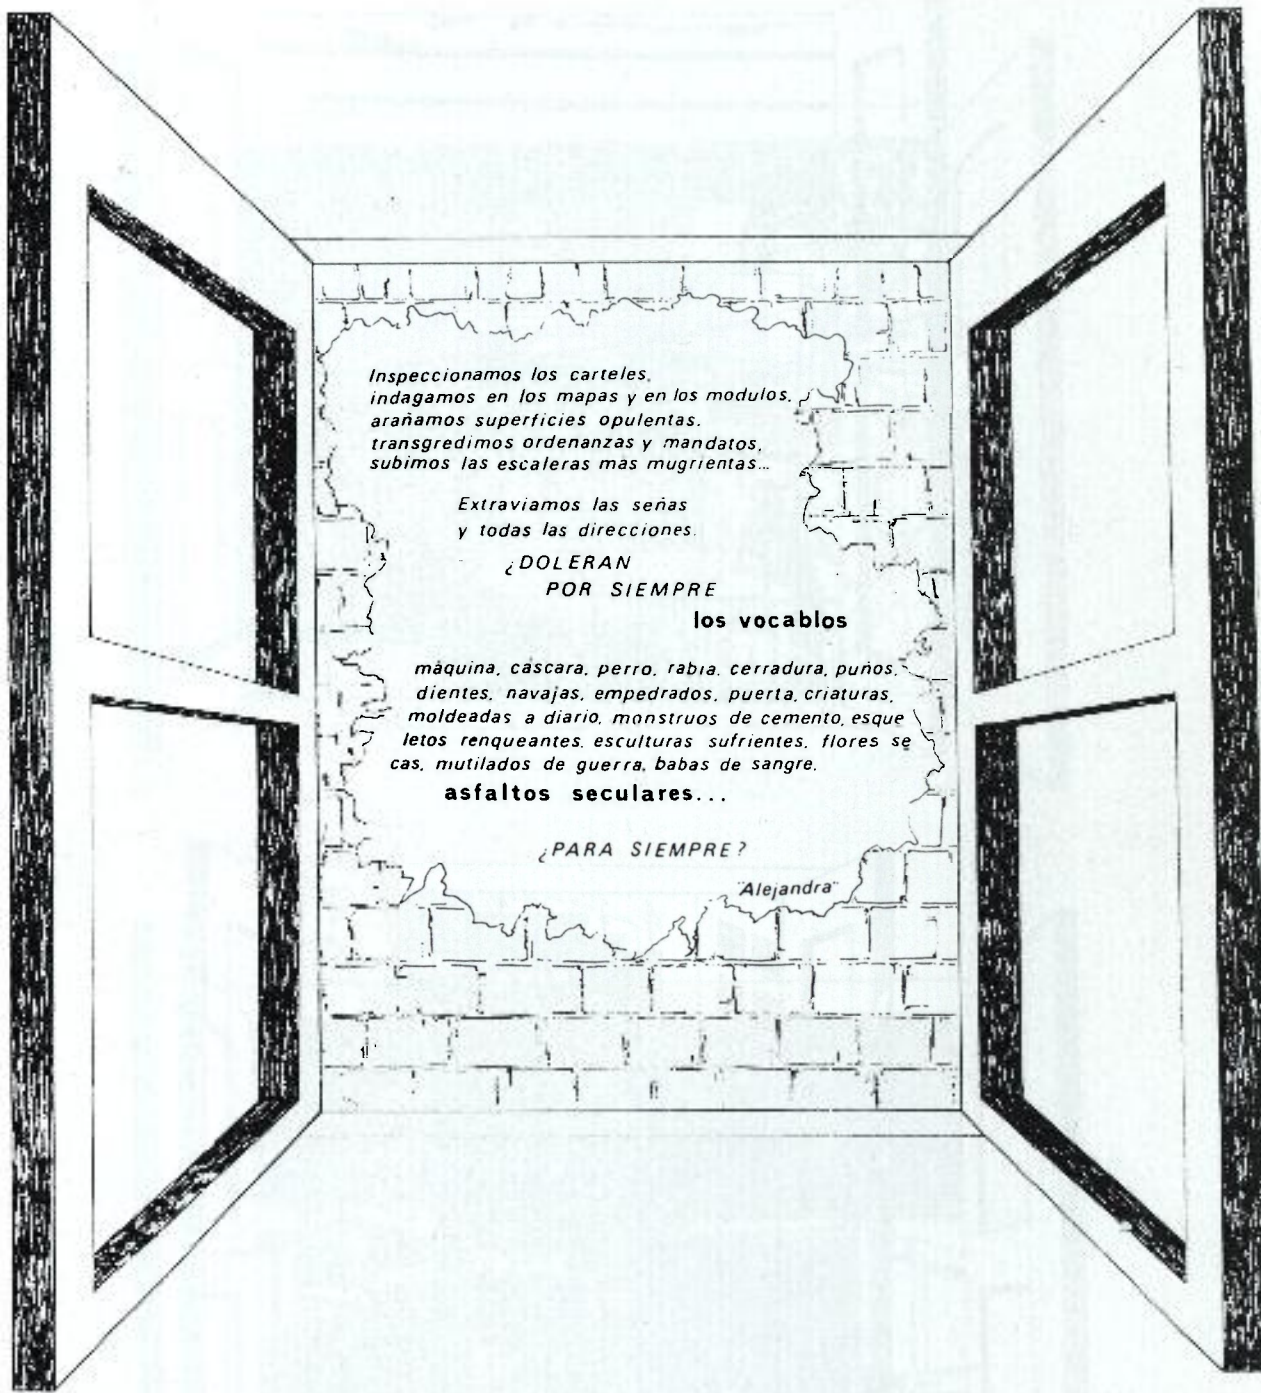 Inspeccionamos los carteles,
indagamos en los mapas y en los modulos,
arañamos superficies opulentas,
transgredimos ordenanzas y mandatos,
subimos las escaleras mas mugrientas...
Extraviamos las señas
y todas las direcciones.
¿DOLERAN
POR SIEMPRE
los vocablos
máquina, cáscara, perro, rabia, cerradura, puños,
dientes, navajas, empedrados, puerta, criaturas,
moldeadas a diario, monstruos de cemento, esque
letos renqueantes, esculturas sufrientes, flores se
cas, mutilados de guerra, babas de sangre,
asfaltos seculares...
¿PARA SIEMPRE?
"Alejandra"